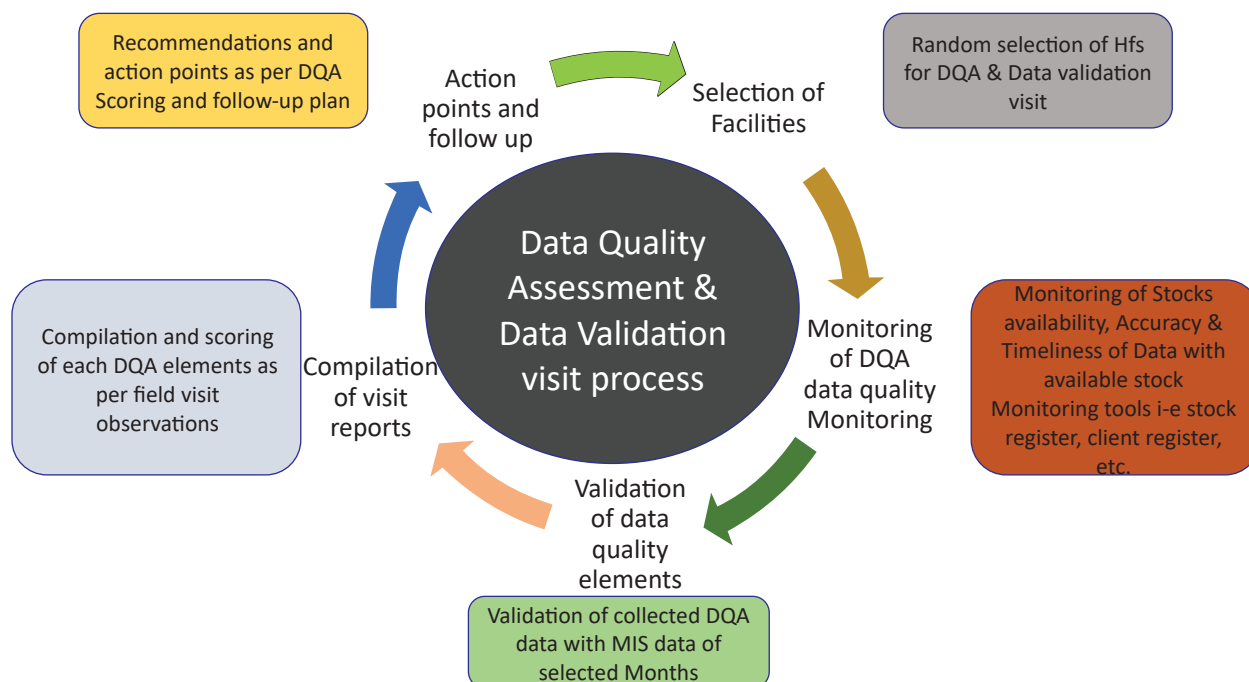 Recommendations and
action points as per DQA
Scoring and follow-up plan
Action
points and
follow up
Selection of
Facilities
Random selection of Hfs
for DQA & Data validation
visit
Data Quality
Assessment &
Data Validation
visit process
Monitoring
of DQA
data quality
Monitoring
Monitoring of Stocks
availability, Accuracy &
Timeliness of Data with
available stock
Monitoring tools i-e stock
register, client register,
etc.
Validation
of data
quality
elements
Validation of collected DQA
data with MIS data of
selected Months
Compilation
of visit
reports
Compilation and scoring
of each DQA elements as
per field visit
observations